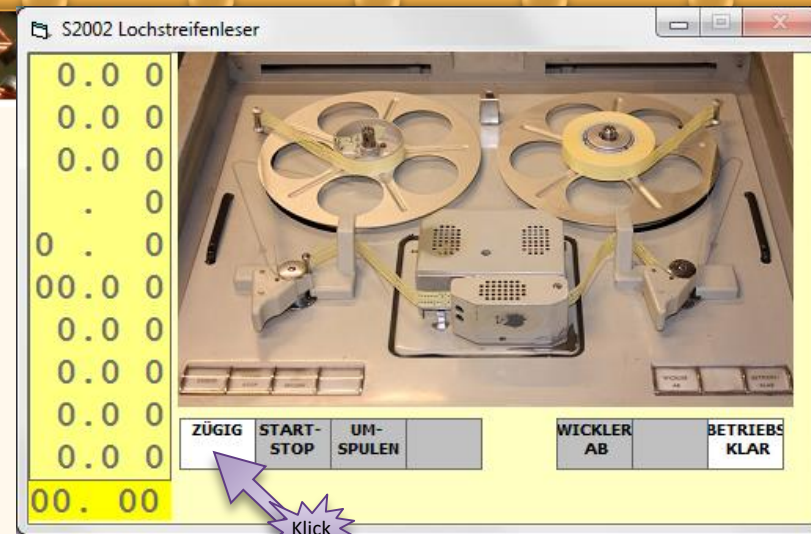 S2002 Lochstreifenleser
0.0 0
0.0 0
0.0 0
. 0
0 . 0
00.0 0
0.0 0
0.0 0
0.0 0
0.0 0
00. 00
ZÜGIG
START-
STOP
UM-
SPULEN
WICKLER
AB
BETRIEBS
KLAR
Klick